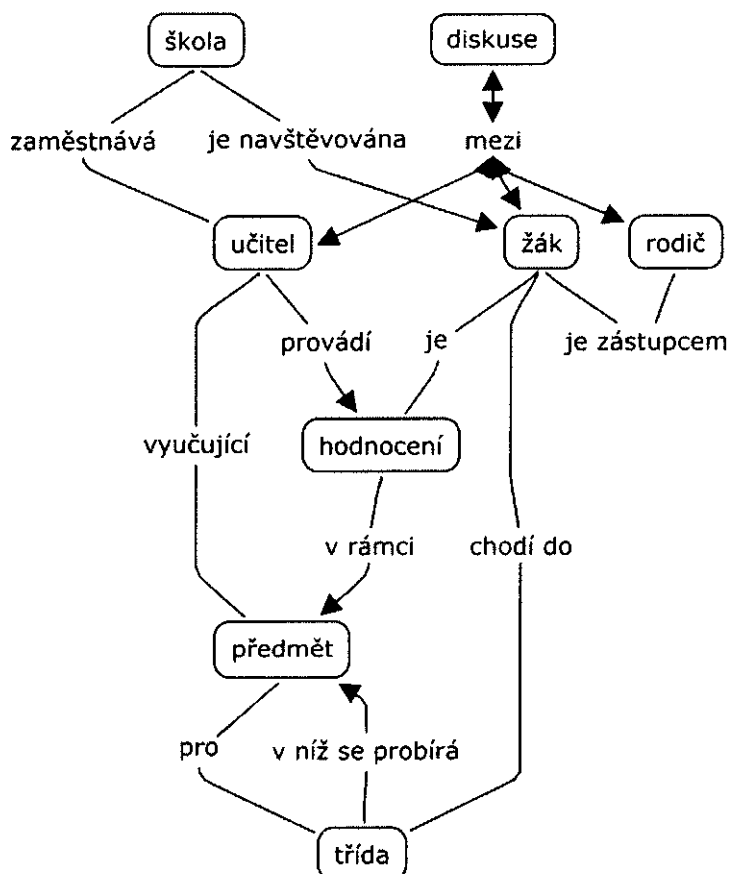 škola
diskuse
zaměstnává
je navštěvována
mezi
učitel
žák
rodič
provádí
je
je zástupcem
vyučující
hodnocení
v rámci
chodí do
předmět
pro
v níž se probírá
třída